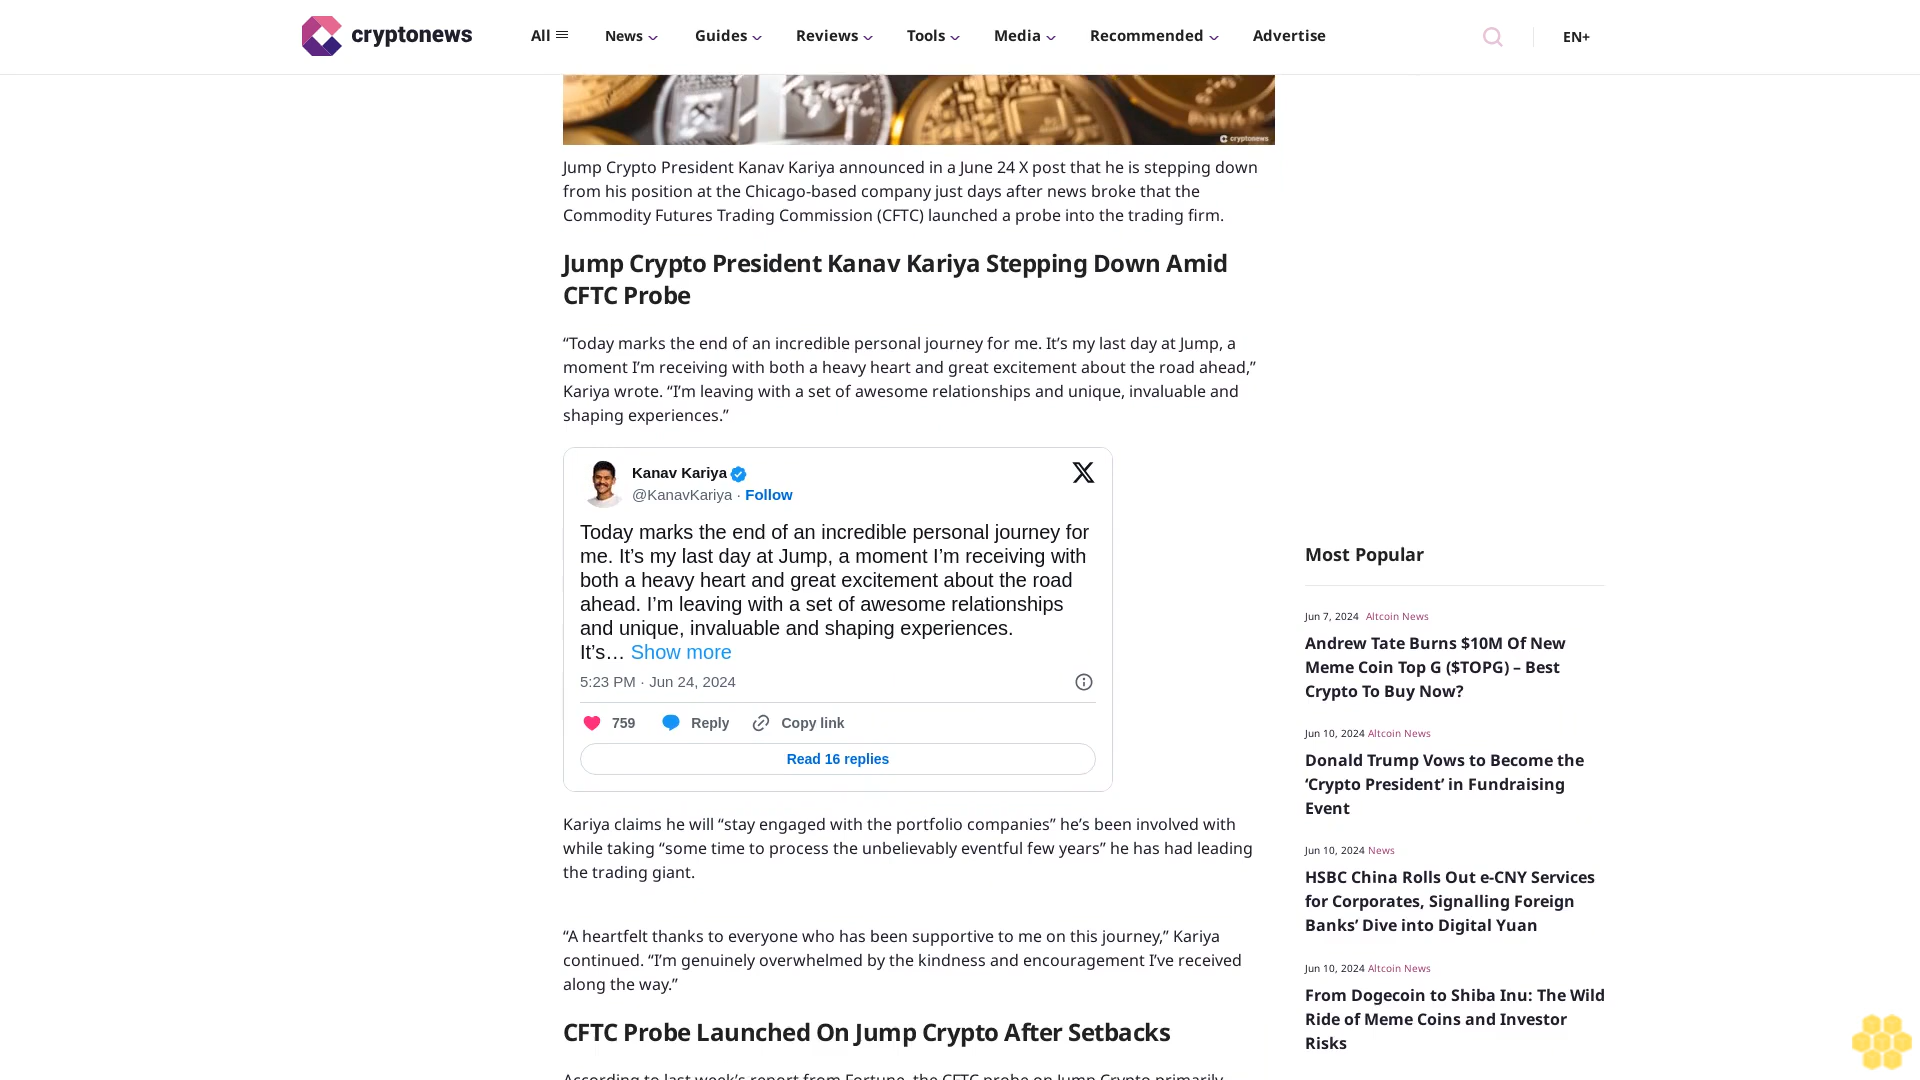 cryptonews
All
News
Guides
Reviews
Tools
Media
Recommended
Advertise
EN+
cryptonews
Jump Crypto President Kanav Kariya announced in a June 24 X post that he is stepping down
from his position at the Chicago-based company just days after news broke that the
Commodity Futures Trading Commission (CFTC) launched a probe into the trading firm.
Jump Crypto President Kanav Kariya Stepping Down Amid
CFTC Probe
“Today marks the end of an incredible personal journey for me. It’s my last day at Jump, a
moment I’m receiving with both a heavy heart and great excitement about the road ahead,”
Kariya wrote. “I’m leaving with a set of awesome relationships and unique, invaluable and
shaping experiences.”
Kanav Kariya
@KanavKariya · Follow
Today marks the end of an incredible personal journey for
me. It’s my last day at Jump, a moment I’m receiving with
both a heavy heart and great excitement about the road
ahead. I’m leaving with a set of awesome relationships
and unique, invaluable and shaping experiences.
It’s… Show more
5:23 PM · Jun 24, 2024
759
Reply
Copy link
Read 16 replies
Kariya claims he will “stay engaged with the portfolio companies” he’s been involved with
while taking “some time to process the unbelievably eventful few years” he has had leading
the trading giant.
“A heartfelt thanks to everyone who has been supportive to me on this journey,” Kariya
continued. “I’m genuinely overwhelmed by the kindness and encouragement I’ve received
along the way.”
CFTC Probe Launched On Jump Crypto After Setbacks
According to last week’s report from Fortune, the CFTC probe on Jump Crypto primarily
Most Popular
Jun 7, 2024 Altcoin News
Andrew Tate Burns $10M Of New
Meme Coin Top G ($TOPG) – Best
Crypto To Buy Now?
Jun 10, 2024 Altcoin News
Donald Trump Vows to Become the
‘Crypto President’ in Fundraising
Event
Jun 10, 2024 News
HSBC China Rolls Out e-CNY Services
for Corporates, Signalling Foreign
Banks’ Dive into Digital Yuan
Jun 10, 2024 Altcoin News
From Dogecoin to Shiba Inu: The Wild
Ride of Meme Coins and Investor
Risks